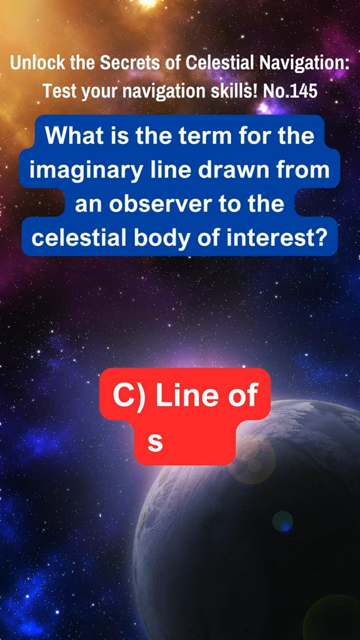 Unlock the Secrets of Celestial Navigation:
Test your navigation skills! No.145
What is the term for the
imaginary line drawn from
an observer to the
celestial body of interest?
C) Line of
s